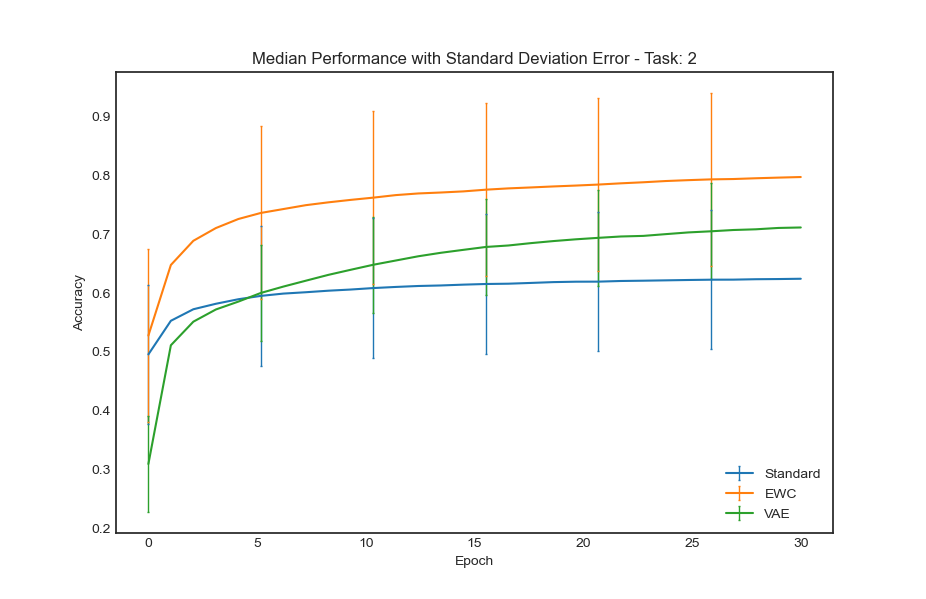 Median Performance with Standard Deviation Error - Task: 2
Accuracy
0.9
0.8
0.7
0.6
0.5
0.4
0.3
0.2
Standard
EWC
VAE
0 5 10 15 20 25 30
Epoch